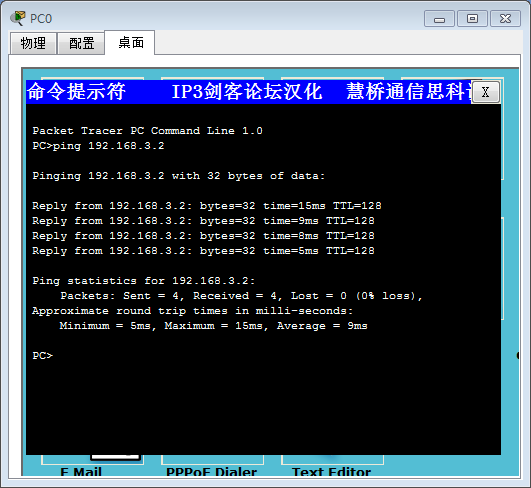 PC0
物理 配置 桌面
命令提示符 IP3剑客论坛汉化 慧桥通信思科 X
Packet Tracer PC Command Line 1.0
PC>ping 192.168.3.2
Pinging 192.168.3.2 with 32 bytes of data:
Reply from 192.168.3.2: bytes=32 time=15ms TTL=128
Reply from 192.168.3.2: bytes=32 time=9ms TTL=128
Reply from 192.168.3.2: bytes=32 time=8ms TTL=128
Reply from 192.168.3.2: bytes=32 time=5ms TTL=128
Ping statistics for 192.168.3.2:
Packets: Sent = 4, Received = 4, Lost = 0 (0% loss),
Approximate round trip times in milli-seconds:
Minimum = 5ms, Maximum = 15ms, Average = 9ms
PC>
E Mail PPPoE Dialer Text Editor